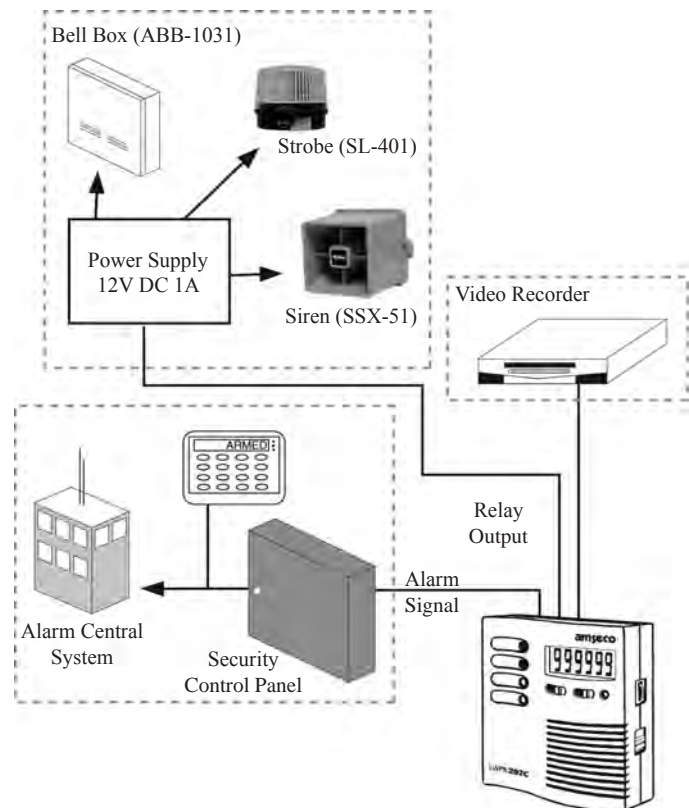 Bell Box (ABB-1031)
Strobe (SL-401)
Power Supply
12V DC 1A
Siren (SSX-51)
Video Recorder
ARMED
Relay
Output
Alarm
Signal
Alarm Central
System
Security
Control Panel
amseco
999999